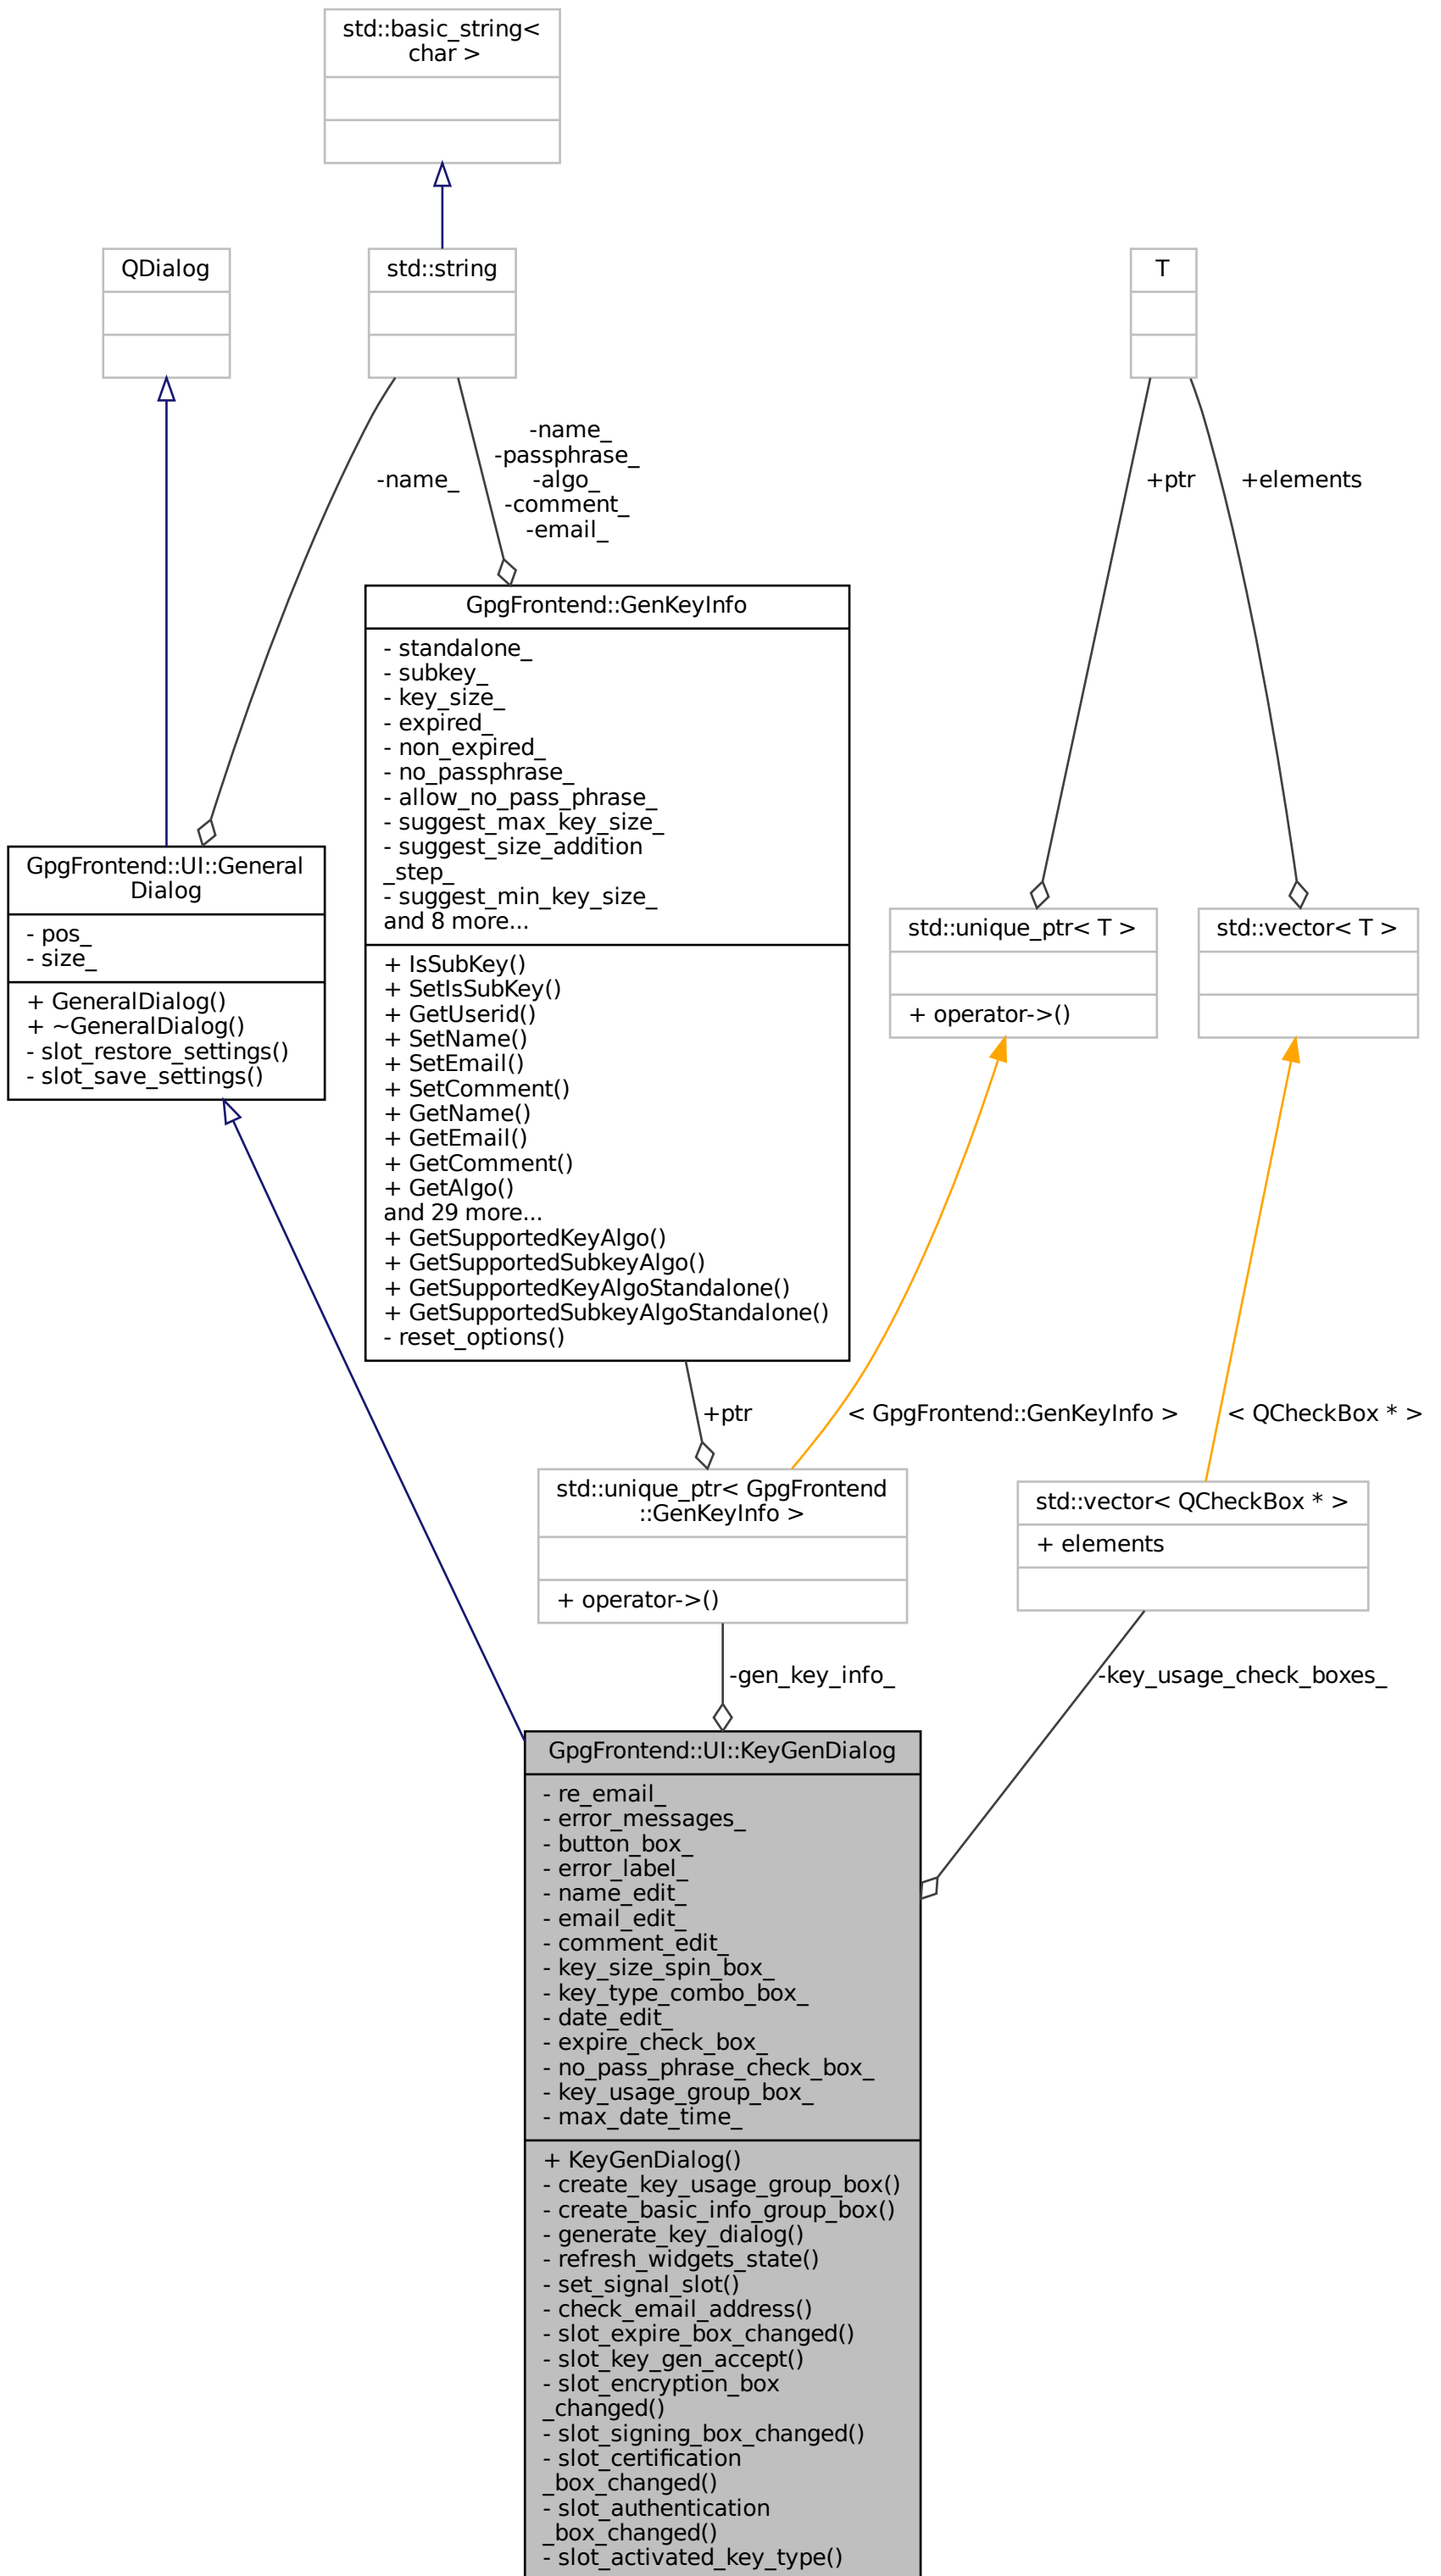 std::basic_string<
char >
QDialog
std::string
T
-name_
-name_
-passphrase_
-algo_
-comment_
-email_
+ptr
+elements
GpgFrontend::GenKeyInfo
- standalone_
- subkey_
- key_size_
- expired_
- non_expired_
- no_passphrase_
- allow_no_pass_phrase_
- suggest_max_key_size_
- suggest_size_addition
_step_
- suggest_min_key_size_
and 8 more...
+ IsSubKey()
+ SetIsSubKey()
+ GetUserid()
+ SetName()
+ SetEmail()
+ SetComment()
+ GetName()
+ GetEmail()
+ GetComment()
+ GetAlgo()
and 29 more...
+ GetSupportedKeyAlgo()
+ GetSupportedSubkeyAlgo()
+ GetSupportedKeyAlgoStandalone()
+ GetSupportedSubkeyAlgoStandalone()
- reset_options()
GpgFrontend::UI::General
Dialog
- pos_
- size_
+ GeneralDialog()
+ ~GeneralDialog()
- slot_restore_settings()
- slot_save_settings()
std::unique_ptr< T >
+ operator->()
std::vector< T >
+ptr
< GpgFrontend::GenKeyInfo >
< QCheckBox * >
std::unique_ptr< GpgFrontend
::GenKeyInfo >
+ operator->()
std::vector< QCheckBox * >
+ elements
-gen_key_info_
-key_usage_check_boxes_
GpgFrontend::UI::KeyGenDialog
- re_email_
- error_messages_
- button_box_
- error_label_
- name_edit_
- email_edit_
- comment_edit_
- key_size_spin_box_
- key_type_combo_box_
- date_edit_
- expire_check_box_
- no_pass_phrase_check_box_
- key_usage_group_box_
- max_date_time_
+ KeyGenDialog()
- create_key_usage_group_box()
- create_basic_info_group_box()
- generate_key_dialog()
- refresh_widgets_state()
- set_signal_slot()
- check_email_address()
- slot_expire_box_changed()
- slot_key_gen_accept()
- slot_encryption_box
_changed()
- slot_signing_box_changed()
- slot_certification
_box_changed()
- slot_authentication
_box_changed()
- slot_activated_key_type()